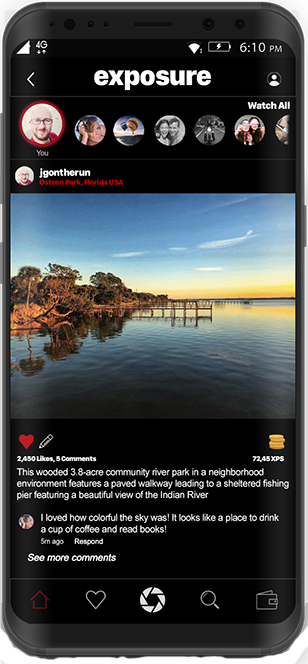 4G 6:10 PM
exposure
Watch All
You
jgontherun
Osteen Park, Florida USA
2,450 Likes, 5 Comments 72,45 XPS
This wooded 3.8-acre community river park in a neighborhood
environment features a paved walkway leading to a sheltered fishing
pier featuring a beautiful view of the Indian River
I loved how colorful the sky was! It looks like a place to drink
a cup of coffee and read books!
5m ago Respond
See more comments